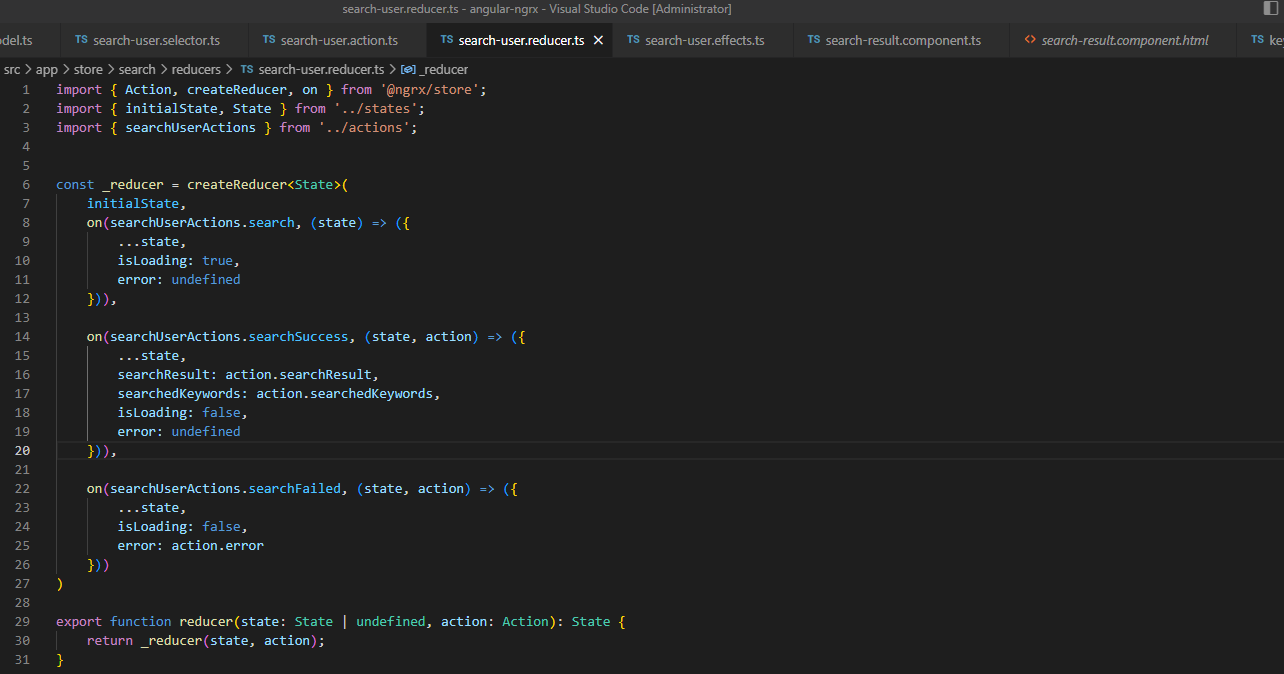 search-user.reducer.ts - angular-ngrx - Visual Studio Code [Administrator]
odel.ts TS search-user.selector.ts TS search-user.action.ts TS search-user.reducer.ts × TS search-user.effects.ts TS search-result.component.ts <> search-result.component.html TS key
src > app > store > search > reducers > TS search-user.reducer.ts > _reducer
1 import { Action, createReducer, on } from '@ngrx/store';
2 import { initialState, State } from '../states';
3 import { searchUserActions } from '../actions';
4
5
6 const _reducer = createReducer<State>(
7     initialState,
8     on(searchUserActions.search, (state) => ({
9         ...state,
10         isLoading: true,
11         error: undefined
12     })),
13
14     on(searchUserActions.searchSuccess, (state, action) => ({
15         ...state,
16         searchResult: action.searchResult,
17         searchedKeywords: action.searchedKeywords,
18         isLoading: false,
19         error: undefined
20     })),
21
22     on(searchUserActions.searchFailed, (state, action) => ({
23         ...state,
24         isLoading: false,
25         error: action.error
26     }))
27 )
28
29 export function reducer(state: State | undefined, action: Action): State {
30     return _reducer(state, action);
31 }